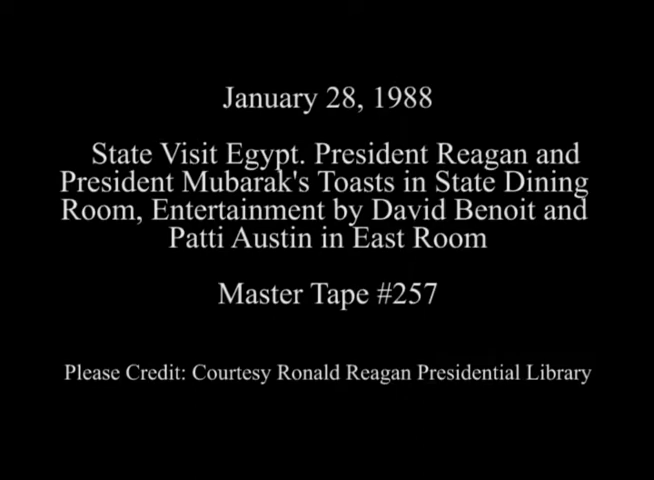 January 28, 1988
State Visit Egypt. President Reagan and
President Mubarak's Toasts in State Dining
Room, Entertainment by David Benoit and
Patti Austin in East Room
Master Tape #257
Please Credit: Courtesy Ronald Reagan Presidential Library